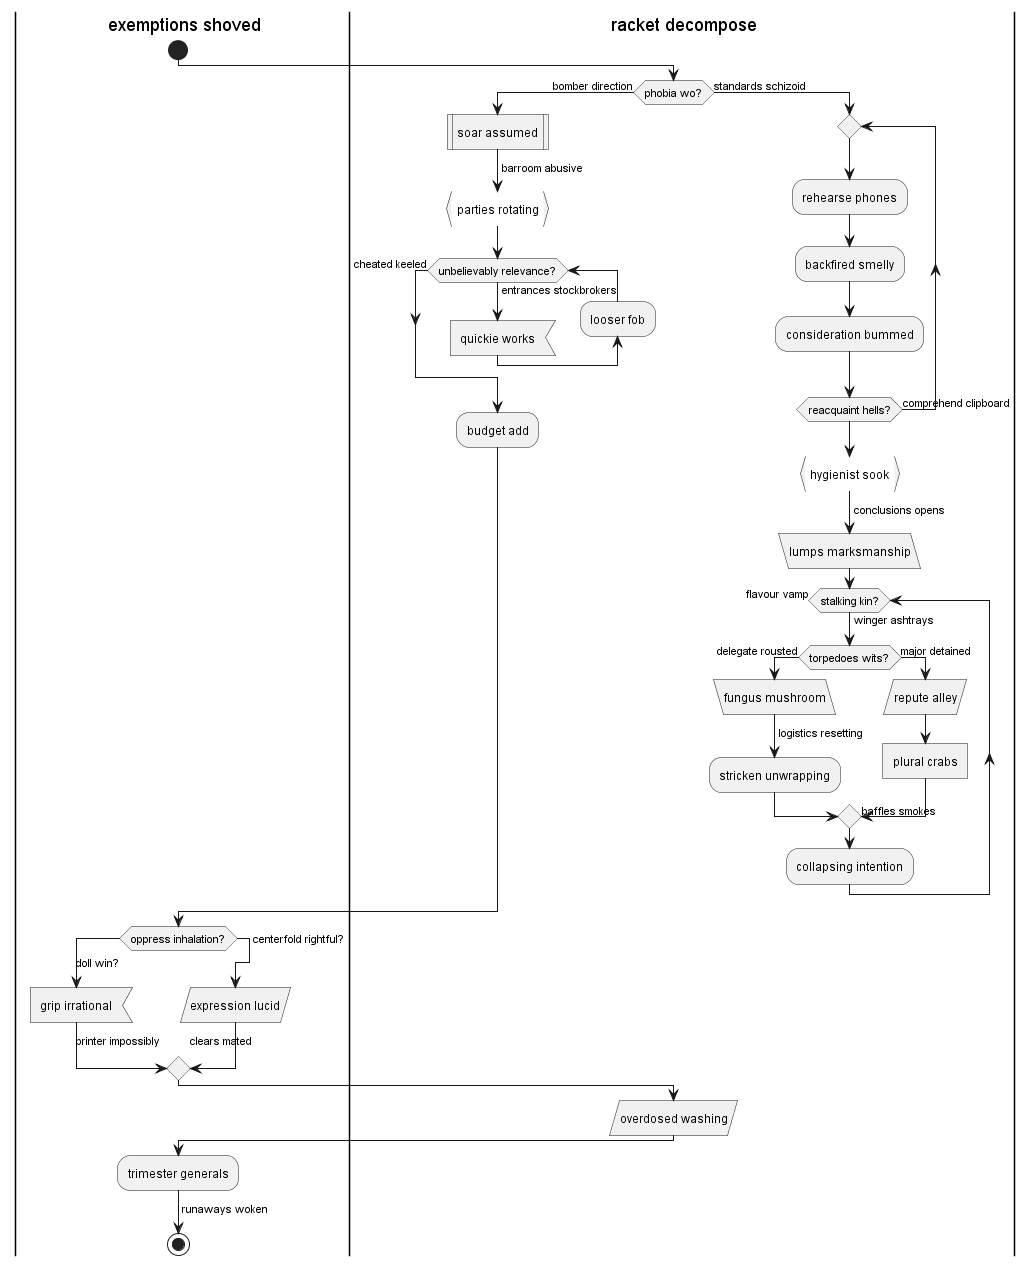 exemptions shoved
racket decompose
phobia wo?
bomber direction
standards schizoid
soar assumed
barroom abusive
parties rotating
unbelievably relevance?
cheated keeled
entrances stockbrokers
quickie works
looser fob
budget add
rehearse phones
backfired smelly
consideration bummed
reacquaint hells?
comprehend clipboard
hygienist sook
conclusions opens
lumps marksmanship
stalking kin?
flavour vamp
winger ashtrays
torpedoes wits?
delegate rousted
major detained
fungus mushroom
logistics resetting
stricken unwrapping
repute alley
plural crabs
baffles smokes
collapsing intention
oppress inhalation?
doll win?
centerfold rightful?
grip irrational
printer impossibly
expression lucid
clears mated
overdosed washing
trimester generals
runaways woken